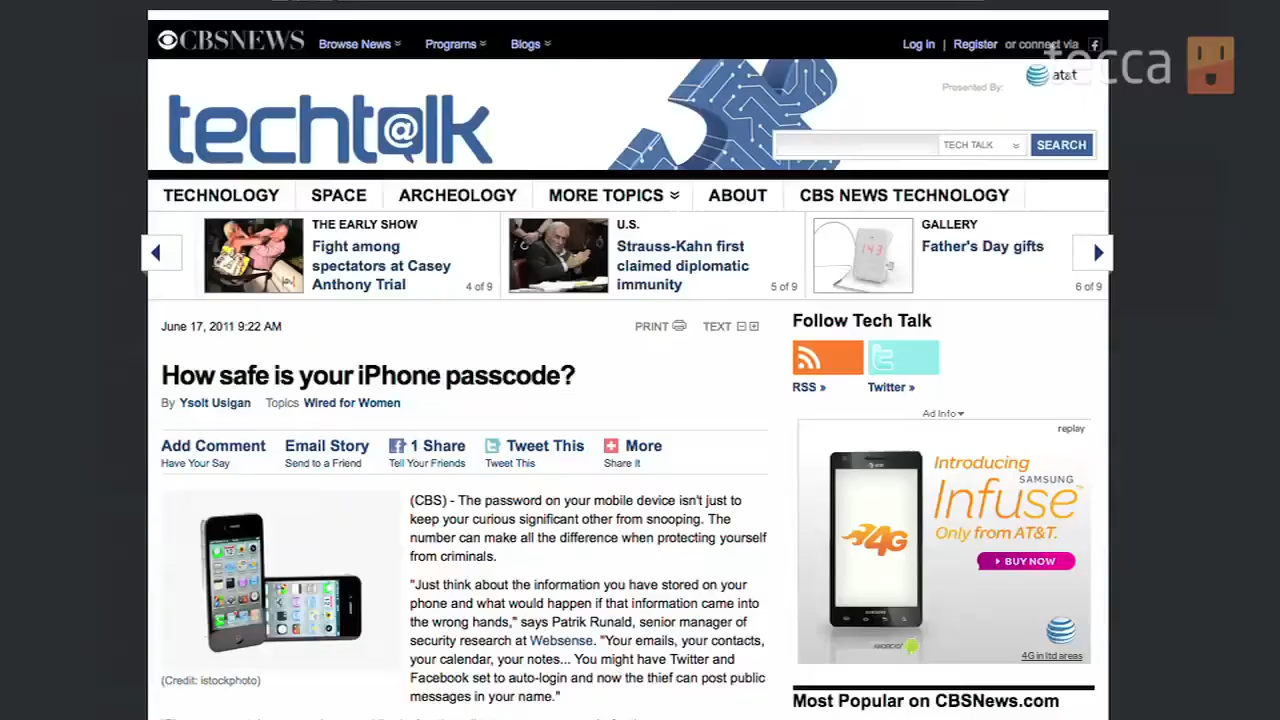 CBSNEWS
Browse News
Programs
Blogs
Log In | Register or connect via
tecca
Presented By:
at&t
techt@lk
TECH TALK
SEARCH
TECHNOLOGY
SPACE
ARCHEOLOGY
MORE TOPICS
ABOUT
CBS NEWS TECHNOLOGY
THE EARLY SHOW
Fight among
spectators at Casey
Anthony Trial
4 of 9
U.S.
Strauss-Kahn first
claimed diplomatic
immunity
5 of 9
GALLERY
Father's Day gifts
143
6 of 9
June 17, 2011 9:22 AM
PRINT
TEXT
How safe is your iPhone passcode?
By Ysolt Usigan Topics Wired for Women
Add Comment
Have Your Say
Email Story
Send to a Friend
1 Share
Tell Your Friends
Tweet This
Tweet This
More
Share It
(CBS) - The password on your mobile device isn't just to
keep your curious significant other from snooping. The
number can make all the difference when protecting yourself
from criminals.
"Just think about the information you have stored on your
phone and what would happen if that information came into
the wrong hands," says Patrik Runald, senior manager of
security research at Websense. "Your emails, your contacts,
your calendar, your notes... You might have Twitter and
Facebook set to auto-login and now the thief can post public
messages in your name."
(Credit: istockphoto)
Follow Tech Talk
RSS »
Twitter »
Ad Info
replay
Introducing
SAMSUNG
Infuse™
Only from AT&T.
BUY NOW
4G
SAMSUNG
ANDROID
4G in ltd areas
Most Popular on CBSNews.com